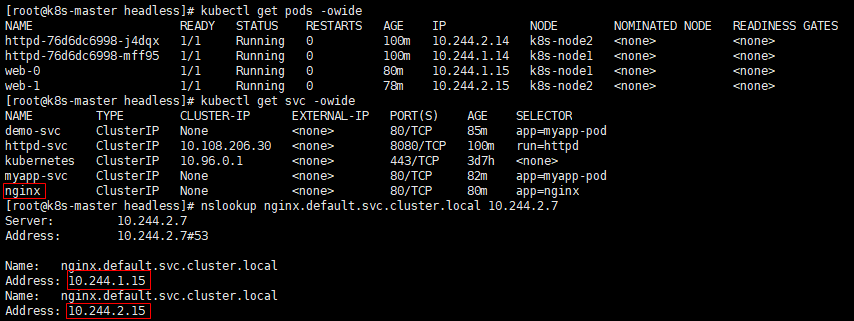 [root@k8s-master headless]# kubectl get pods -owide
NAME READY STATUS RESTARTS AGE IP NODE NOMINATED NODE READINESS GATES
httpd-76d6dc6998-j4dqx 1/1 Running 0 100m 10.244.2.14 k8s-node2 <none> <none>
httpd-76d6dc6998-mff95 1/1 Running 0 100m 10.244.1.14 k8s-node1 <none> <none>
web-0 1/1 Running 0 80m 10.244.1.15 k8s-node1 <none> <none>
web-1 1/1 Running 0 78m 10.244.2.15 k8s-node2 <none> <none>
[root@k8s-master headless]# kubectl get svc -owide
NAME TYPE CLUSTER-IP EXTERNAL-IP PORT(S) AGE SELECTOR
demo-svc ClusterIP None <none> 80/TCP 85m app=myapp-pod
httpd-svc ClusterIP 10.108.206.30 <none> 8080/TCP 100m run=httpd
kubernetes ClusterIP 10.96.0.1 <none> 443/TCP 3d7h <none>
myapp-svc ClusterIP None <none> 80/TCP 82m app=myapp-pod
nginx ClusterIP None <none> 80/TCP 80m app=nginx
[root@k8s-master headless]# nslookup nginx.default.svc.cluster.local 10.244.2.7
Server: 10.244.2.7
Address: 10.244.2.7#53
Name: nginx.default.svc.cluster.local
Address: 10.244.1.15
Name: nginx.default.svc.cluster.local
Address: 10.244.2.15